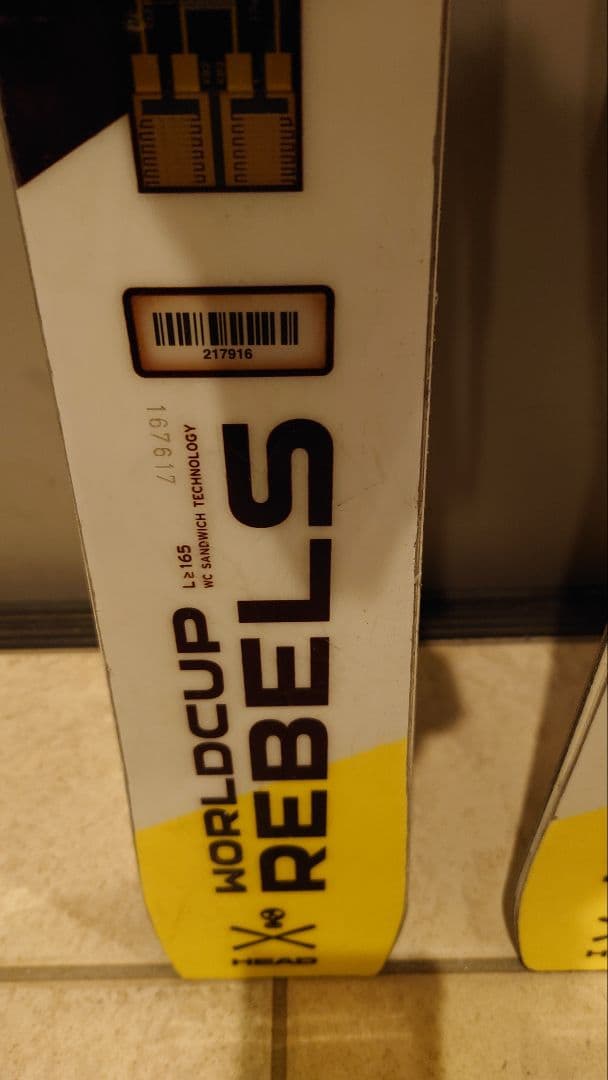 217916
167617
L≥165
WC SANDWICH TECHNOLOGY
WORLDCUP
REBELS
HEAD